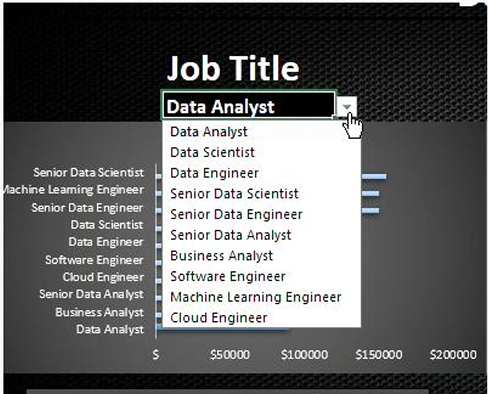 Job Title
Data Analyst
Data Analyst
Data Scientist
Data Engineer
Senior Data Scientist
Senior Data Engineer
Senior Data Analyst
Business Analyst
Software Engineer
Machine Learning Engineer
Cloud Engineer
Senior Data Scientist
Machine Learning Engineer
Senior Data Engineer
Data Scientist
Data Engineer
Software Engineer
Cloud Engineer
Senior Data Analyst
Business Analyst
Data Analyst
$ $50000 $100000 $150000 $200000